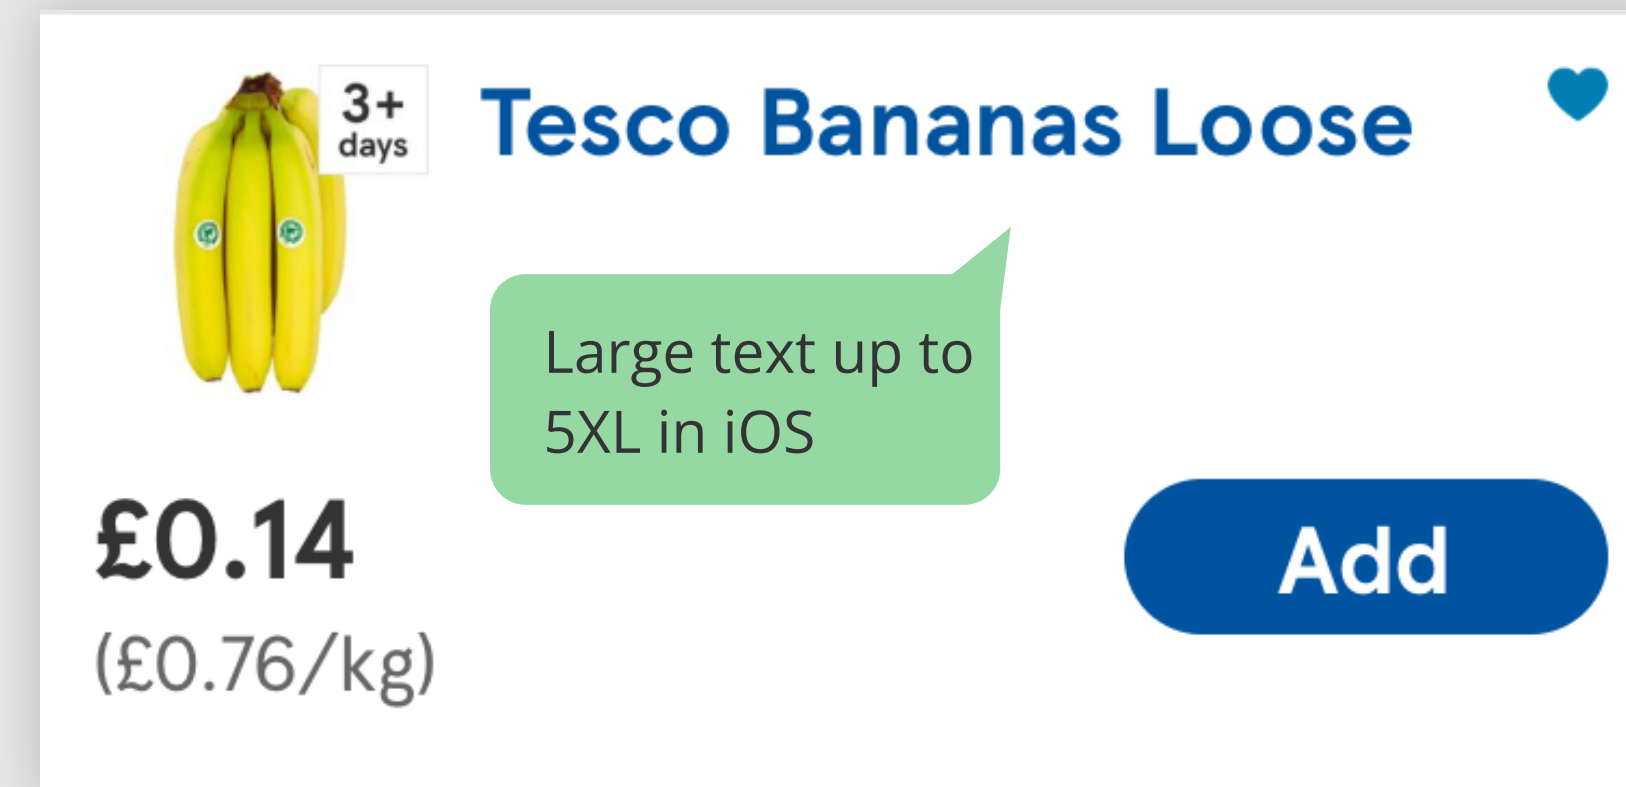 3+
days
Tesco Bananas Loose
Large text up to
5XL in iOS
£0.14
(£0.76/kg)
Add